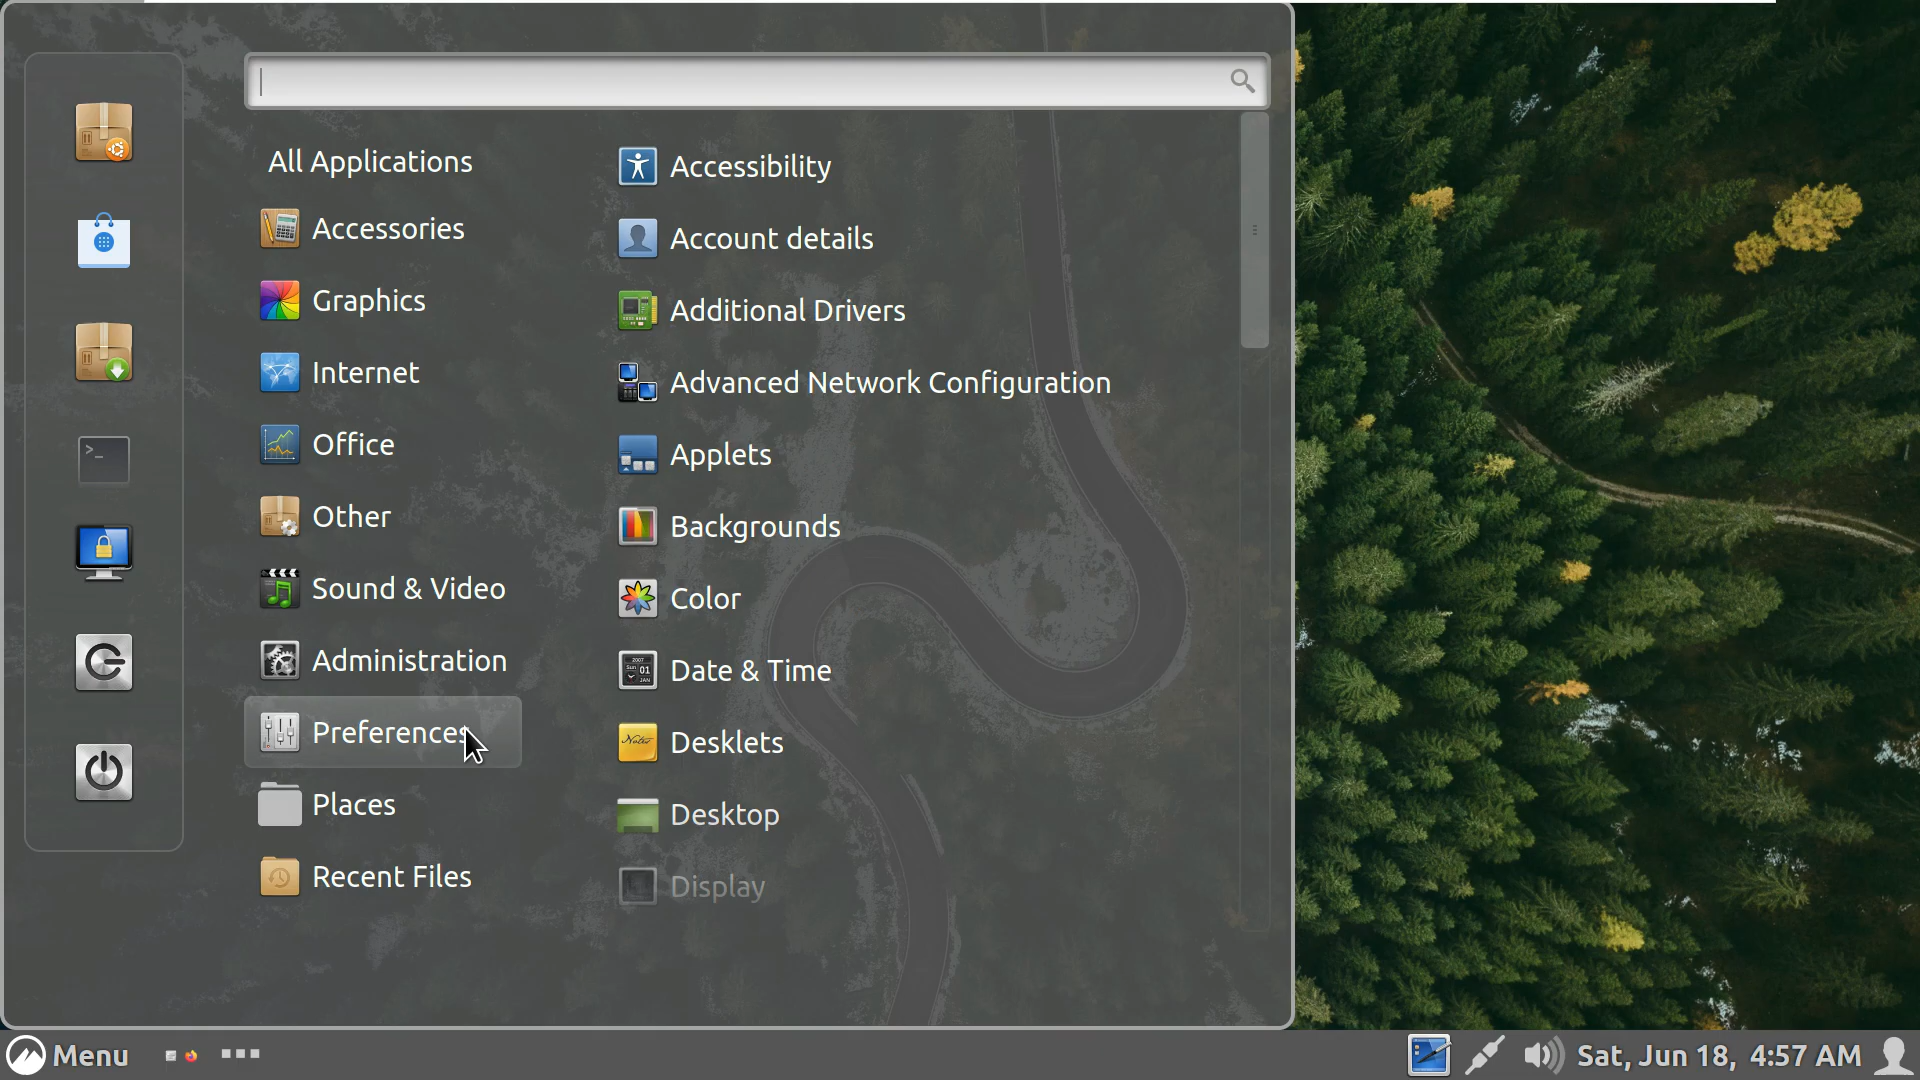 All Applications
Accessories
Graphics
Internet
Office
Other
Sound & Video
Administration
Preferences
Places
Recent Files
Accessibility
Account details
Additional Drivers
Advanced Network Configuration
Applets
Backgrounds
Color
Date & Time
Desklets
Desktop
Display
Menu
Sat, Jun 18, 4:57 AM